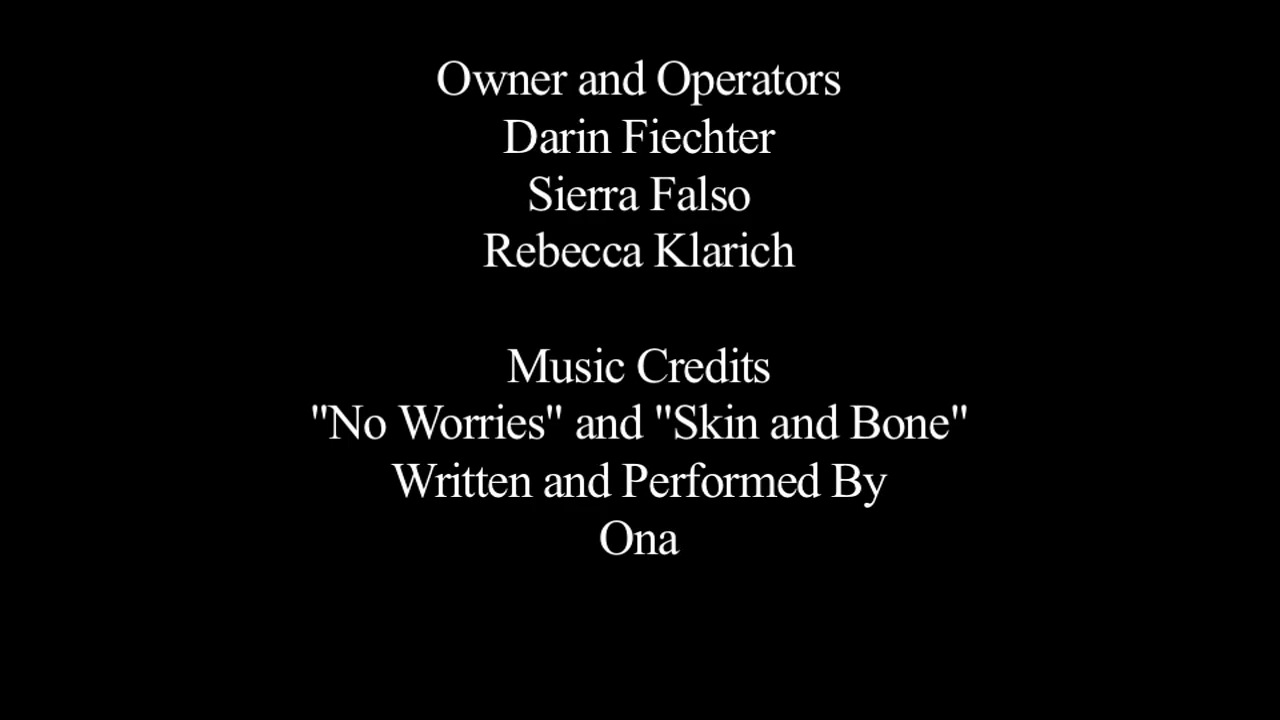 Owner and Operators
Darin Fiechter
Sierra Falso
Rebecca Klarich
Music Credits
"No Worries" and "Skin and Bone"
Written and Performed By
Ona